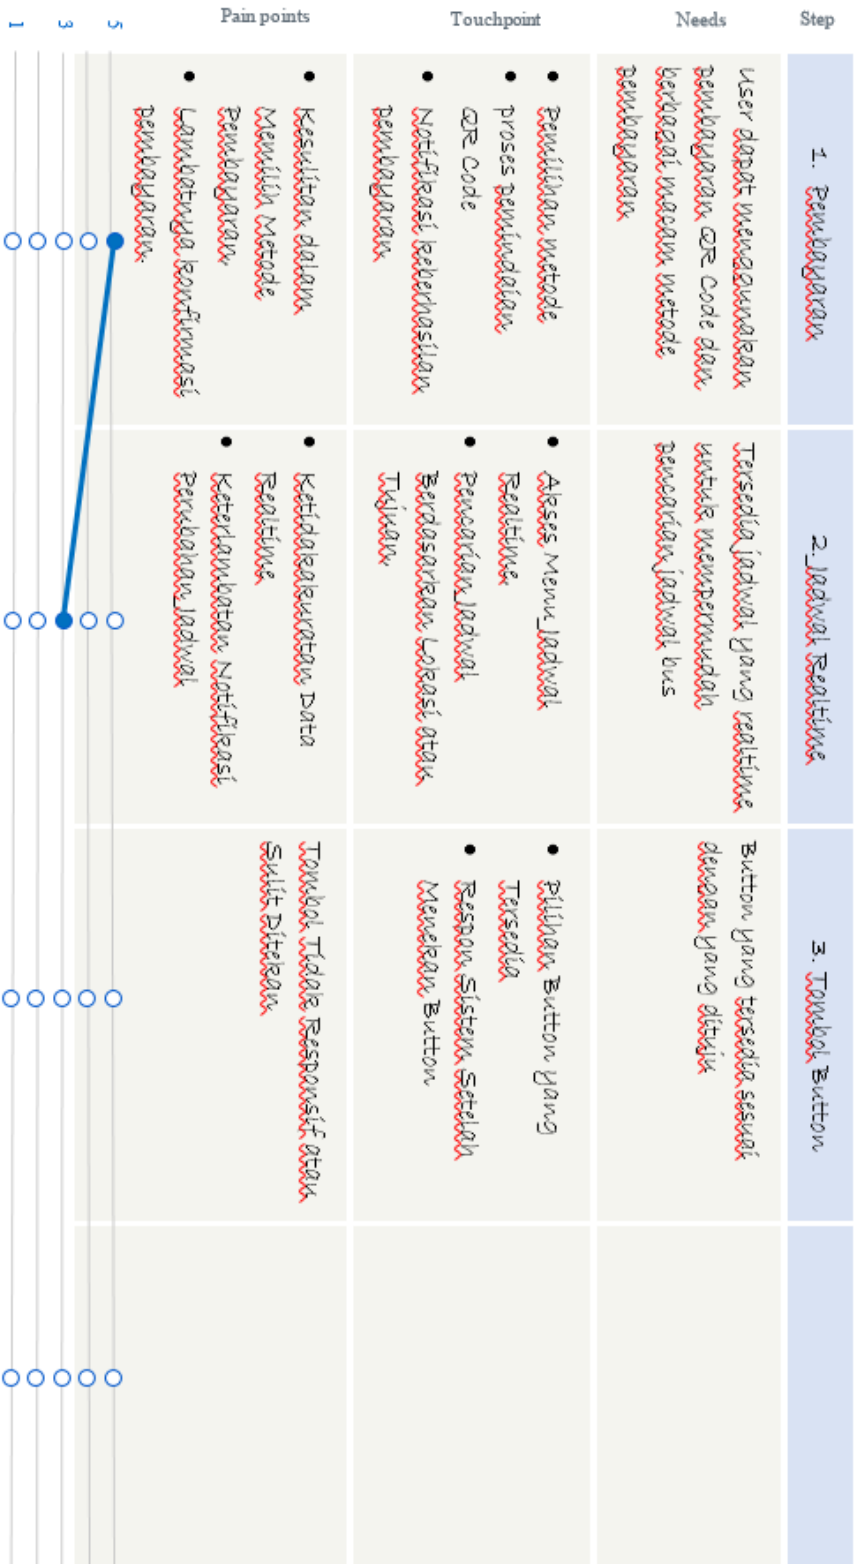 Step
1. Pembayaran
2. Jadwal Realtime
3. Tombol Button
Needs
User dapat menggunakan
pembayaran QR Code dan
berbagai macam metode
pembayaran
Tersedia jadwal yang realtime
untuk mempermudah
pencarian jadwal bus
Button yang tersedia sesuai
dengan yang dituju
Touchpoint
● Pemilihan metode
● proses pemindaian
QR Code
● Notifikasi keberhasilan
pembayaran
● Akses Menu Jadwal
Realtime
● Pencarian Jadwal
Berdasarkan Lokasi atau
Tujuan
● Pilihan Button yang
Tersedia
● Respon Sistem Setelah
Menekan Button
Pain points
● Kesulitan dalam
Memilih Metode
Pembayaran
● Lambatnya konfirmasi
pembayaran
● Ketidakakuratan Data
Realtime
● Keterlambatan Notifikasi
Perubahan Jadwal
Tombol Tidak Responsif atau
Sulit Ditekan
5
3
1